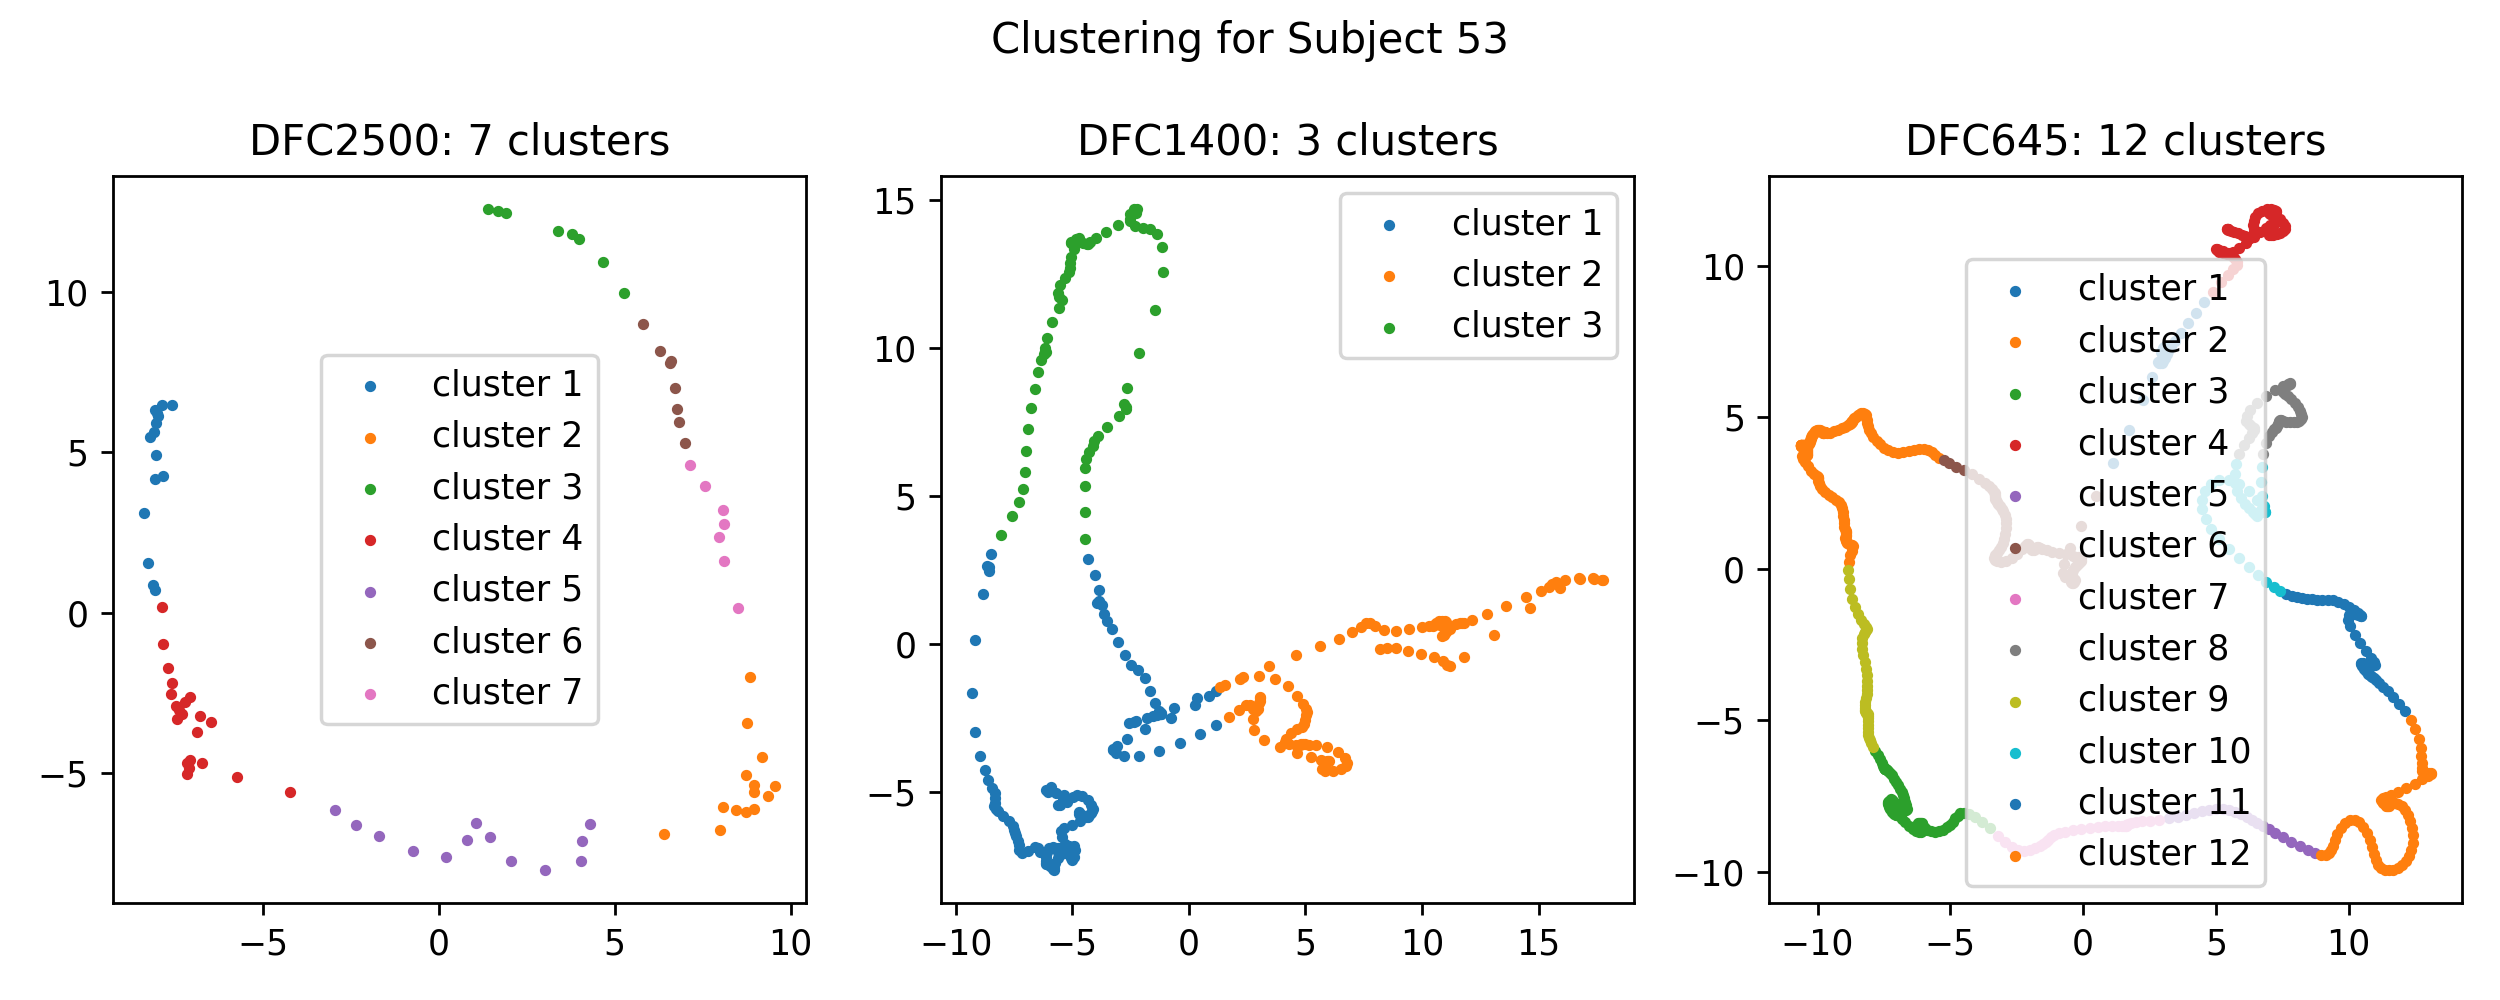 Clustering for Subject 53
DFC2500: 7 clusters
10
5
0
−5
−5
0
5
10
cluster 1
cluster 2
cluster 3
cluster 4
cluster 5
cluster 6
cluster 7
DFC1400: 3 clusters
15
10
5
0
−5
−10
−5
0
5
10
15
cluster 1
cluster 2
cluster 3
DFC645: 12 clusters
10
5
0
−5
−10
−10
−5
0
5
10
cluster 1
cluster 2
cluster 3
cluster 4
cluster 5
cluster 6
cluster 7
cluster 8
cluster 9
cluster 10
cluster 11
cluster 12